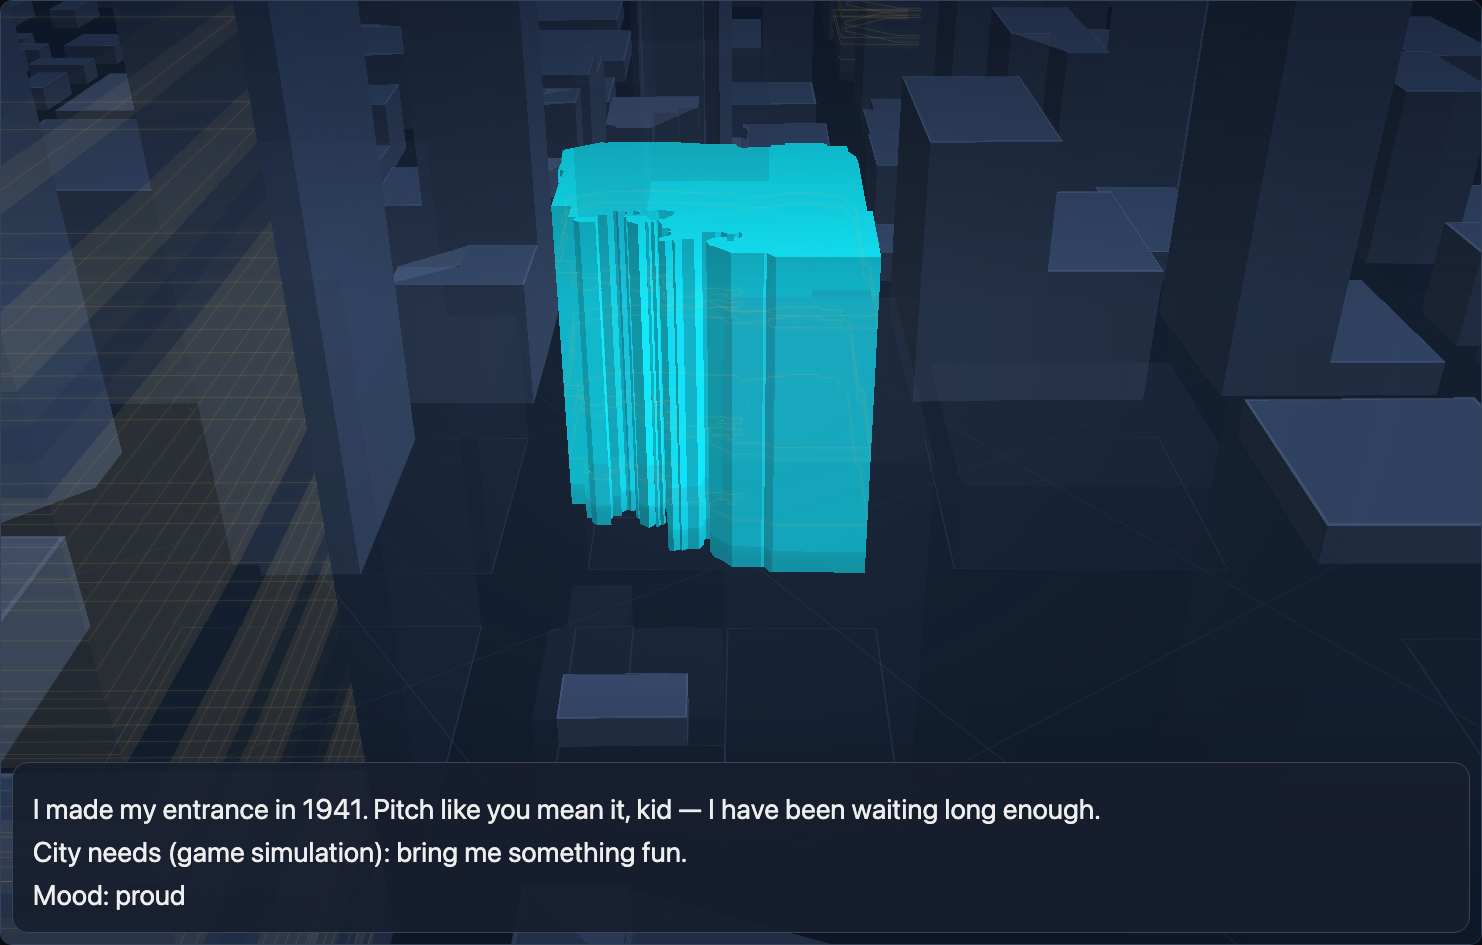 I made my entrance in 1941. Pitch like you mean it, kid — I have been waiting long enough.
City needs (game simulation): bring me something fun.
Mood: proud